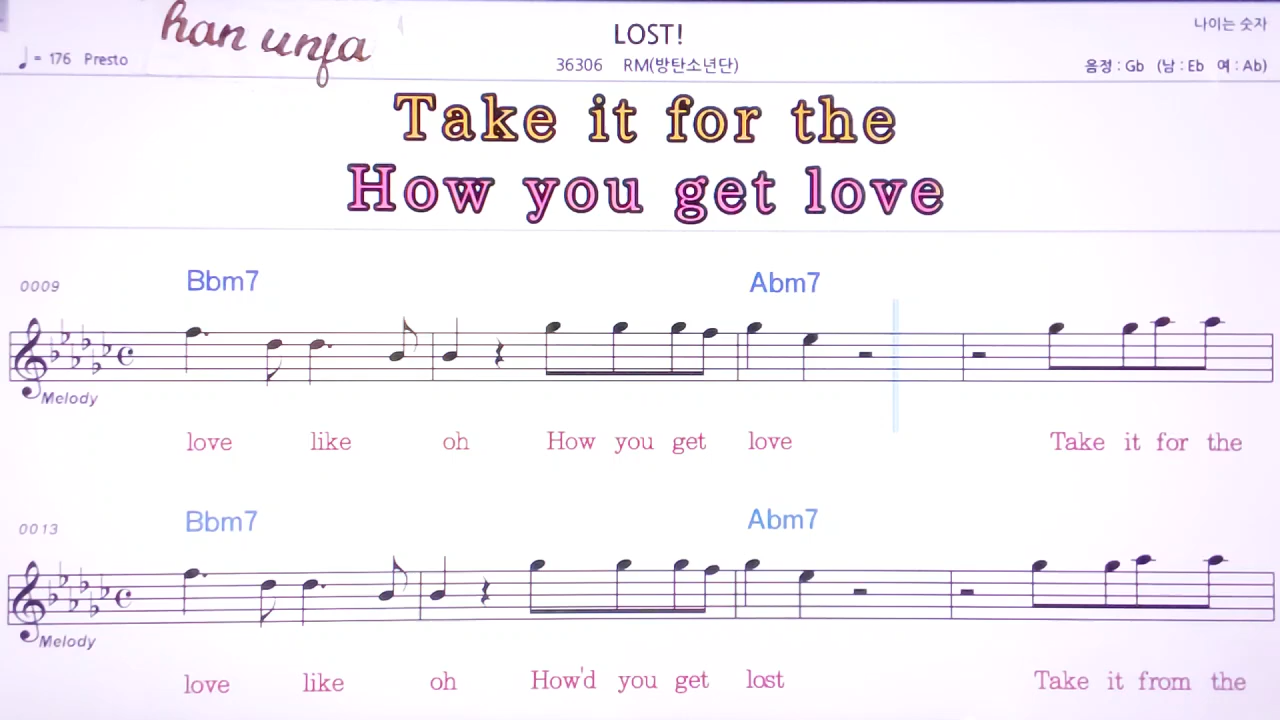 han unja
LOST!
나이는 숫자
= 176 Presto
36306 RM(방탄소년단)
음정 : Gb (남 : Eb 여 : Ab)
Take it for the
How you get love
0009
Bbm7 Abm7
Melody
love like oh How you get love Take it for the
0013
Bbm7 Abm7
Melody
love like oh How'd you get lost Take it from the